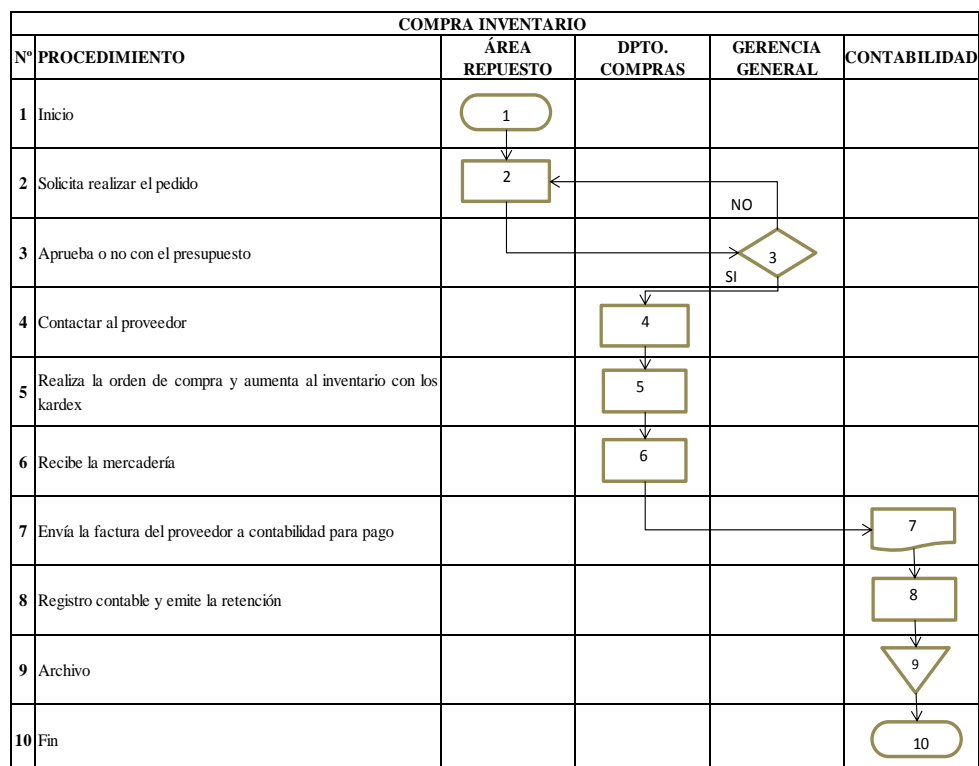 COMPRA INVENTARIO
Nº PROCEDIMIENTO ÁREA REPUESTO DPTO. COMPRAS GERENCIA GENERAL CONTABILIDAD
1 Inicio 1
2 Solicita realizar el pedido 2
NO
3 Aprueba o no con el presupuesto 3
SI
4 Contactar al proveedor 4
5 Realiza la orden de compra y aumenta al inventario con los
kardex 5
6 Recibe la mercadería 6
7 Envía la factura del proveedor a contabilidad para pago 7
8 Registro contable y emite la retención 8
9 Archivo 9
10 Fin 10